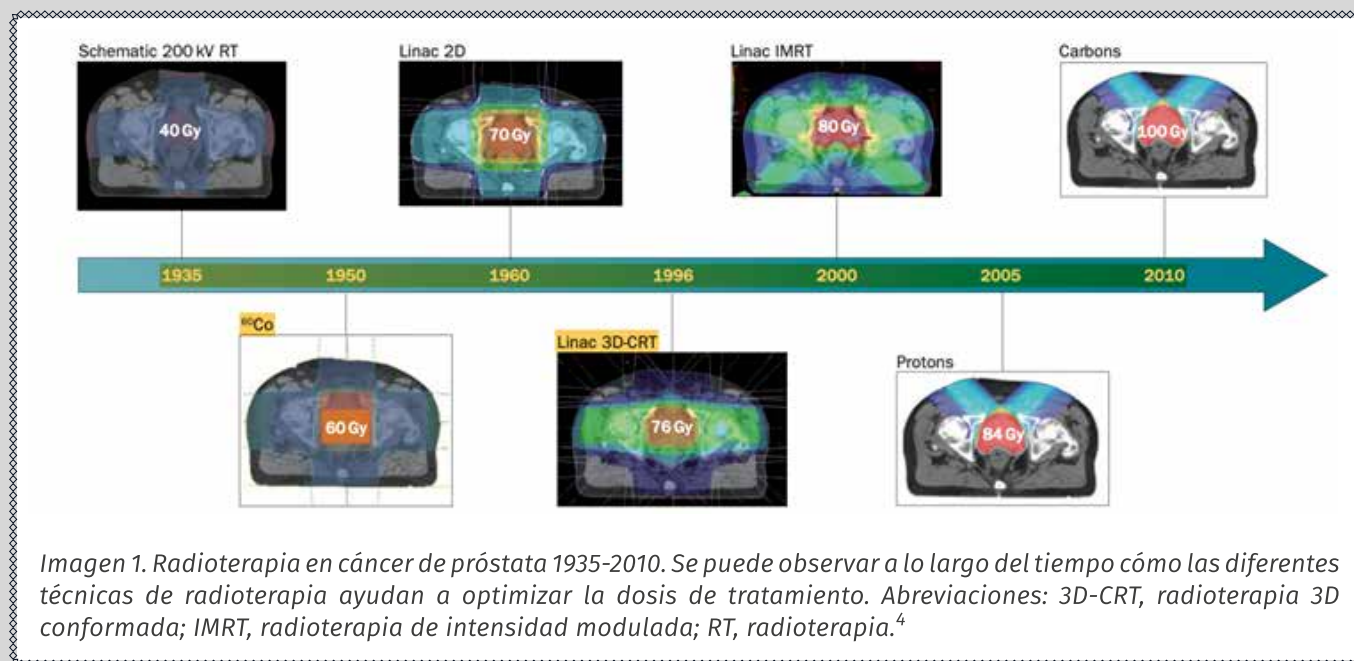 Schematic 200 kV RT
Linac 2D
Linac IMRT
Carbons
40 Gy
70 Gy
80 Gy
100 Gy
1935
1950
1960
1996
2000
2005
2010
⁶⁰Co
Linac 3D-CRT
Protons
60 Gy
76 Gy
84 Gy
Imagen 1. Radioterapia en cáncer de próstata 1935-2010. Se puede observar a lo largo del tiempo cómo las diferentes
técnicas de radioterapia ayudan a optimizar la dosis de tratamiento. Abreviaciones: 3D-CRT, radioterapia 3D
conformada; IMRT, radioterapia de intensidad modulada; RT, radioterapia.⁴